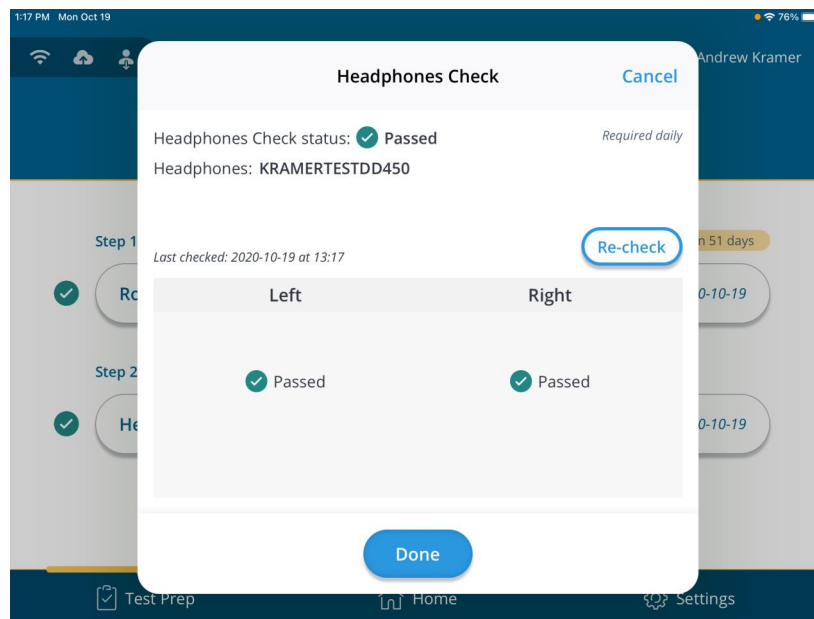 1:17 PM Mon Oct 19
76%
Andrew Kramer
Headphones Check
Cancel
Headphones Check status: Passed
Required daily
Headphones: KRAMERTESTDD450
Step 1
n 51 days
Last checked: 2020-10-19 at 13:17
Re-check
Left
Right
Ro
0-10-19
Step 2
Passed
Passed
He
0-10-19
Done
Test Prep
Home
Settings